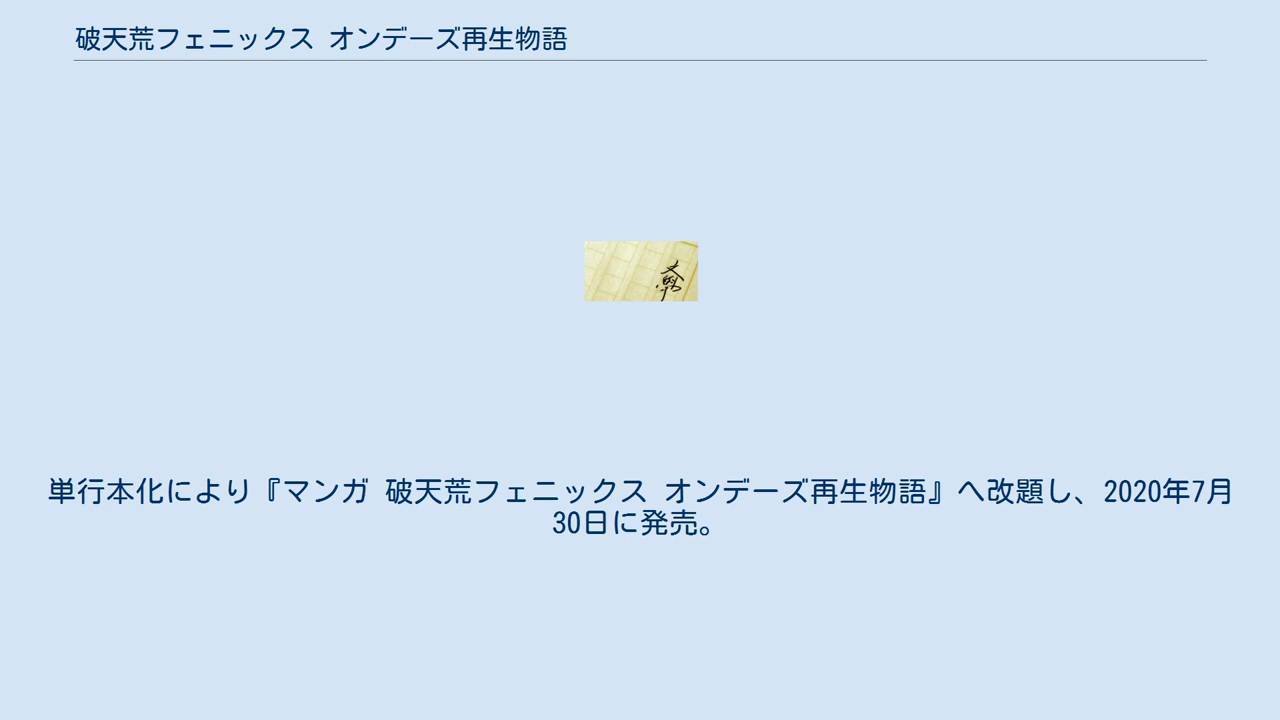 破天荒フェニックス オンデーズ再生物語
単行本化により『マンガ 破天荒フェニックス オンデーズ再生物語』へ改題し、2020年7月
30日に発売。